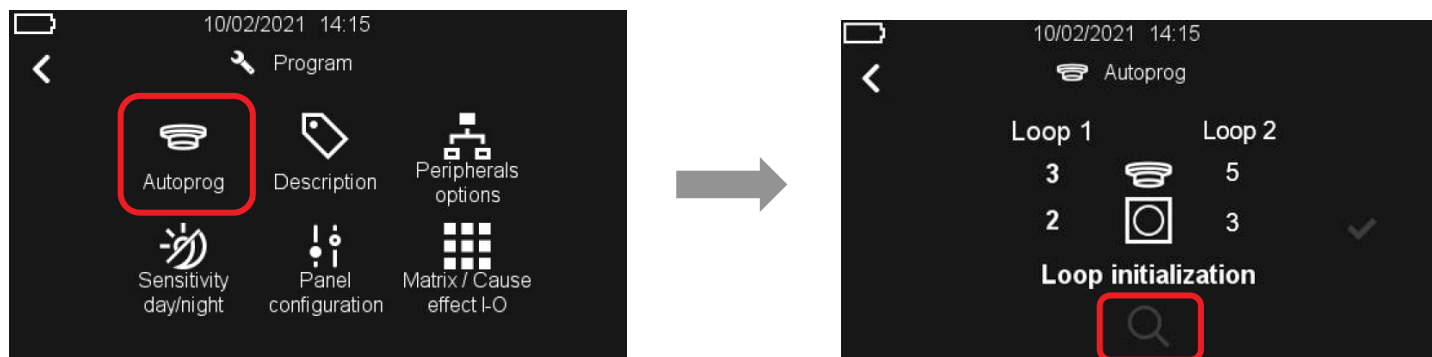 10/02/2021 14:15
Program
Autoprog
Description
Peripherals
options
Sensitivity
day/night
Panel
configuration
Matrix / Cause
effect I-O
10/02/2021 14:15
Autoprog
Loop 1 Loop 2
3 5
2 3
Loop initialization